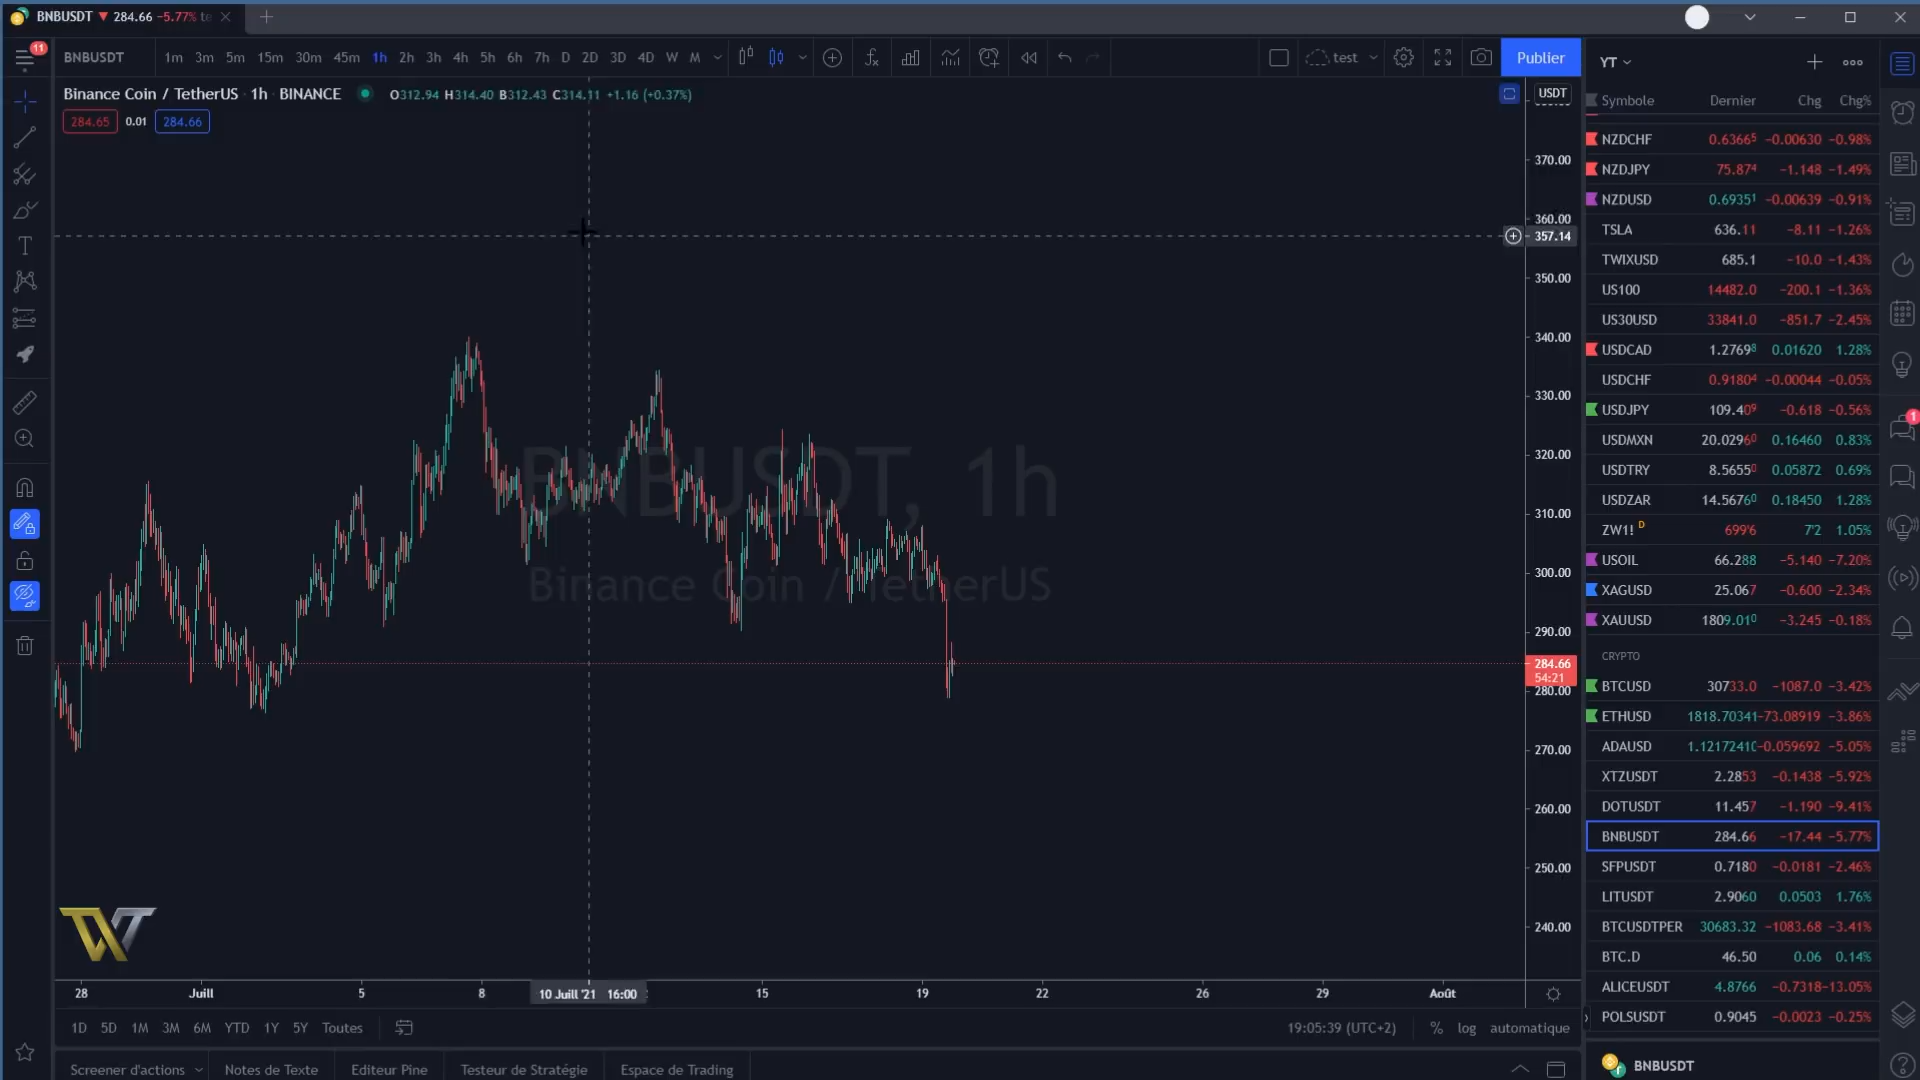 BNBUSDT ▼ 284.66 −5.77% te
11
BNBUSDT 1m 3m 5m 15m 30m 45m 1h 2h 3h 4h 5h 6h 7h D 2D 3D 4D W M test Publier
Binance Coin / TetherUS · 1h · BINANCE O312.94 H314.40 B312.43 C314.11 +1.16 (+0.37%)
284.65 0.01 284.66
USDT
370.00
360.00
357.14
350.00
340.00
330.00
320.00
310.00
300.00
290.00
284.66
54:21
280.00
270.00
260.00
250.00
240.00
BNBUSDT, 1h
Binance Coin / TetherUS
28 Juill 5 8 10 Juill '21 16:00 15 19 22 26 29 Août
1D 5D 1M 3M 6M YTD 1Y 5Y Toutes 19:05:39 (UTC+2) % log automatique
Screener d'actions Notes de Texte Editeur Pine Testeur de Stratégie Espace de Trading
YT
Symbole Dernier Chg Chg%
NZDCHF 0.63665 −0.00630 −0.98%
NZDJPY 75.874 −1.148 −1.49%
NZDUSD 0.69351 −0.00639 −0.91%
TSLA 636.11 −8.11 −1.26%
TWIXUSD 685.1 −10.0 −1.43%
US100 14482.0 −200.1 −1.36%
US30USD 33841.0 −851.7 −2.45%
USDCAD 1.27698 0.01620 1.28%
USDCHF 0.91804 −0.00044 −0.05%
USDJPY 109.409 −0.618 −0.56%
USDMXN 20.02960 0.16460 0.83%
USDTRY 8.56550 0.05872 0.69%
USDZAR 14.56760 0.18450 1.28%
ZW1! D 699'6 7'2 1.05%
USOIL 66.288 −5.140 −7.20%
XAGUSD 25.067 −0.600 −2.34%
XAUUSD 1809.010 −3.245 −0.18%
CRYPTO
BTCUSD 30733.0 −1087.0 −3.42%
ETHUSD 1818.70341 −73.08919 −3.86%
ADAUSD −0.059692 −5.05%
XTZUSDT 2.2853 −0.1438 −5.92%
DOTUSDT 11.457 −1.190 −9.41%
BNBUSDT 284.66 −17.44 −5.77%
SFPUSDT 0.7180 −0.0181 −2.46%
LITUSDT 2.9060 0.0503 1.76%
BTCUSDTPER 30683.32 −1083.68 −3.41%
BTC.D 46.50 0.06 0.14%
ALICEUSDT 4.8766 −0.7318 −13.05%
POLSUSDT 0.9045 −0.0023 −0.25%
BNBUSDT
1